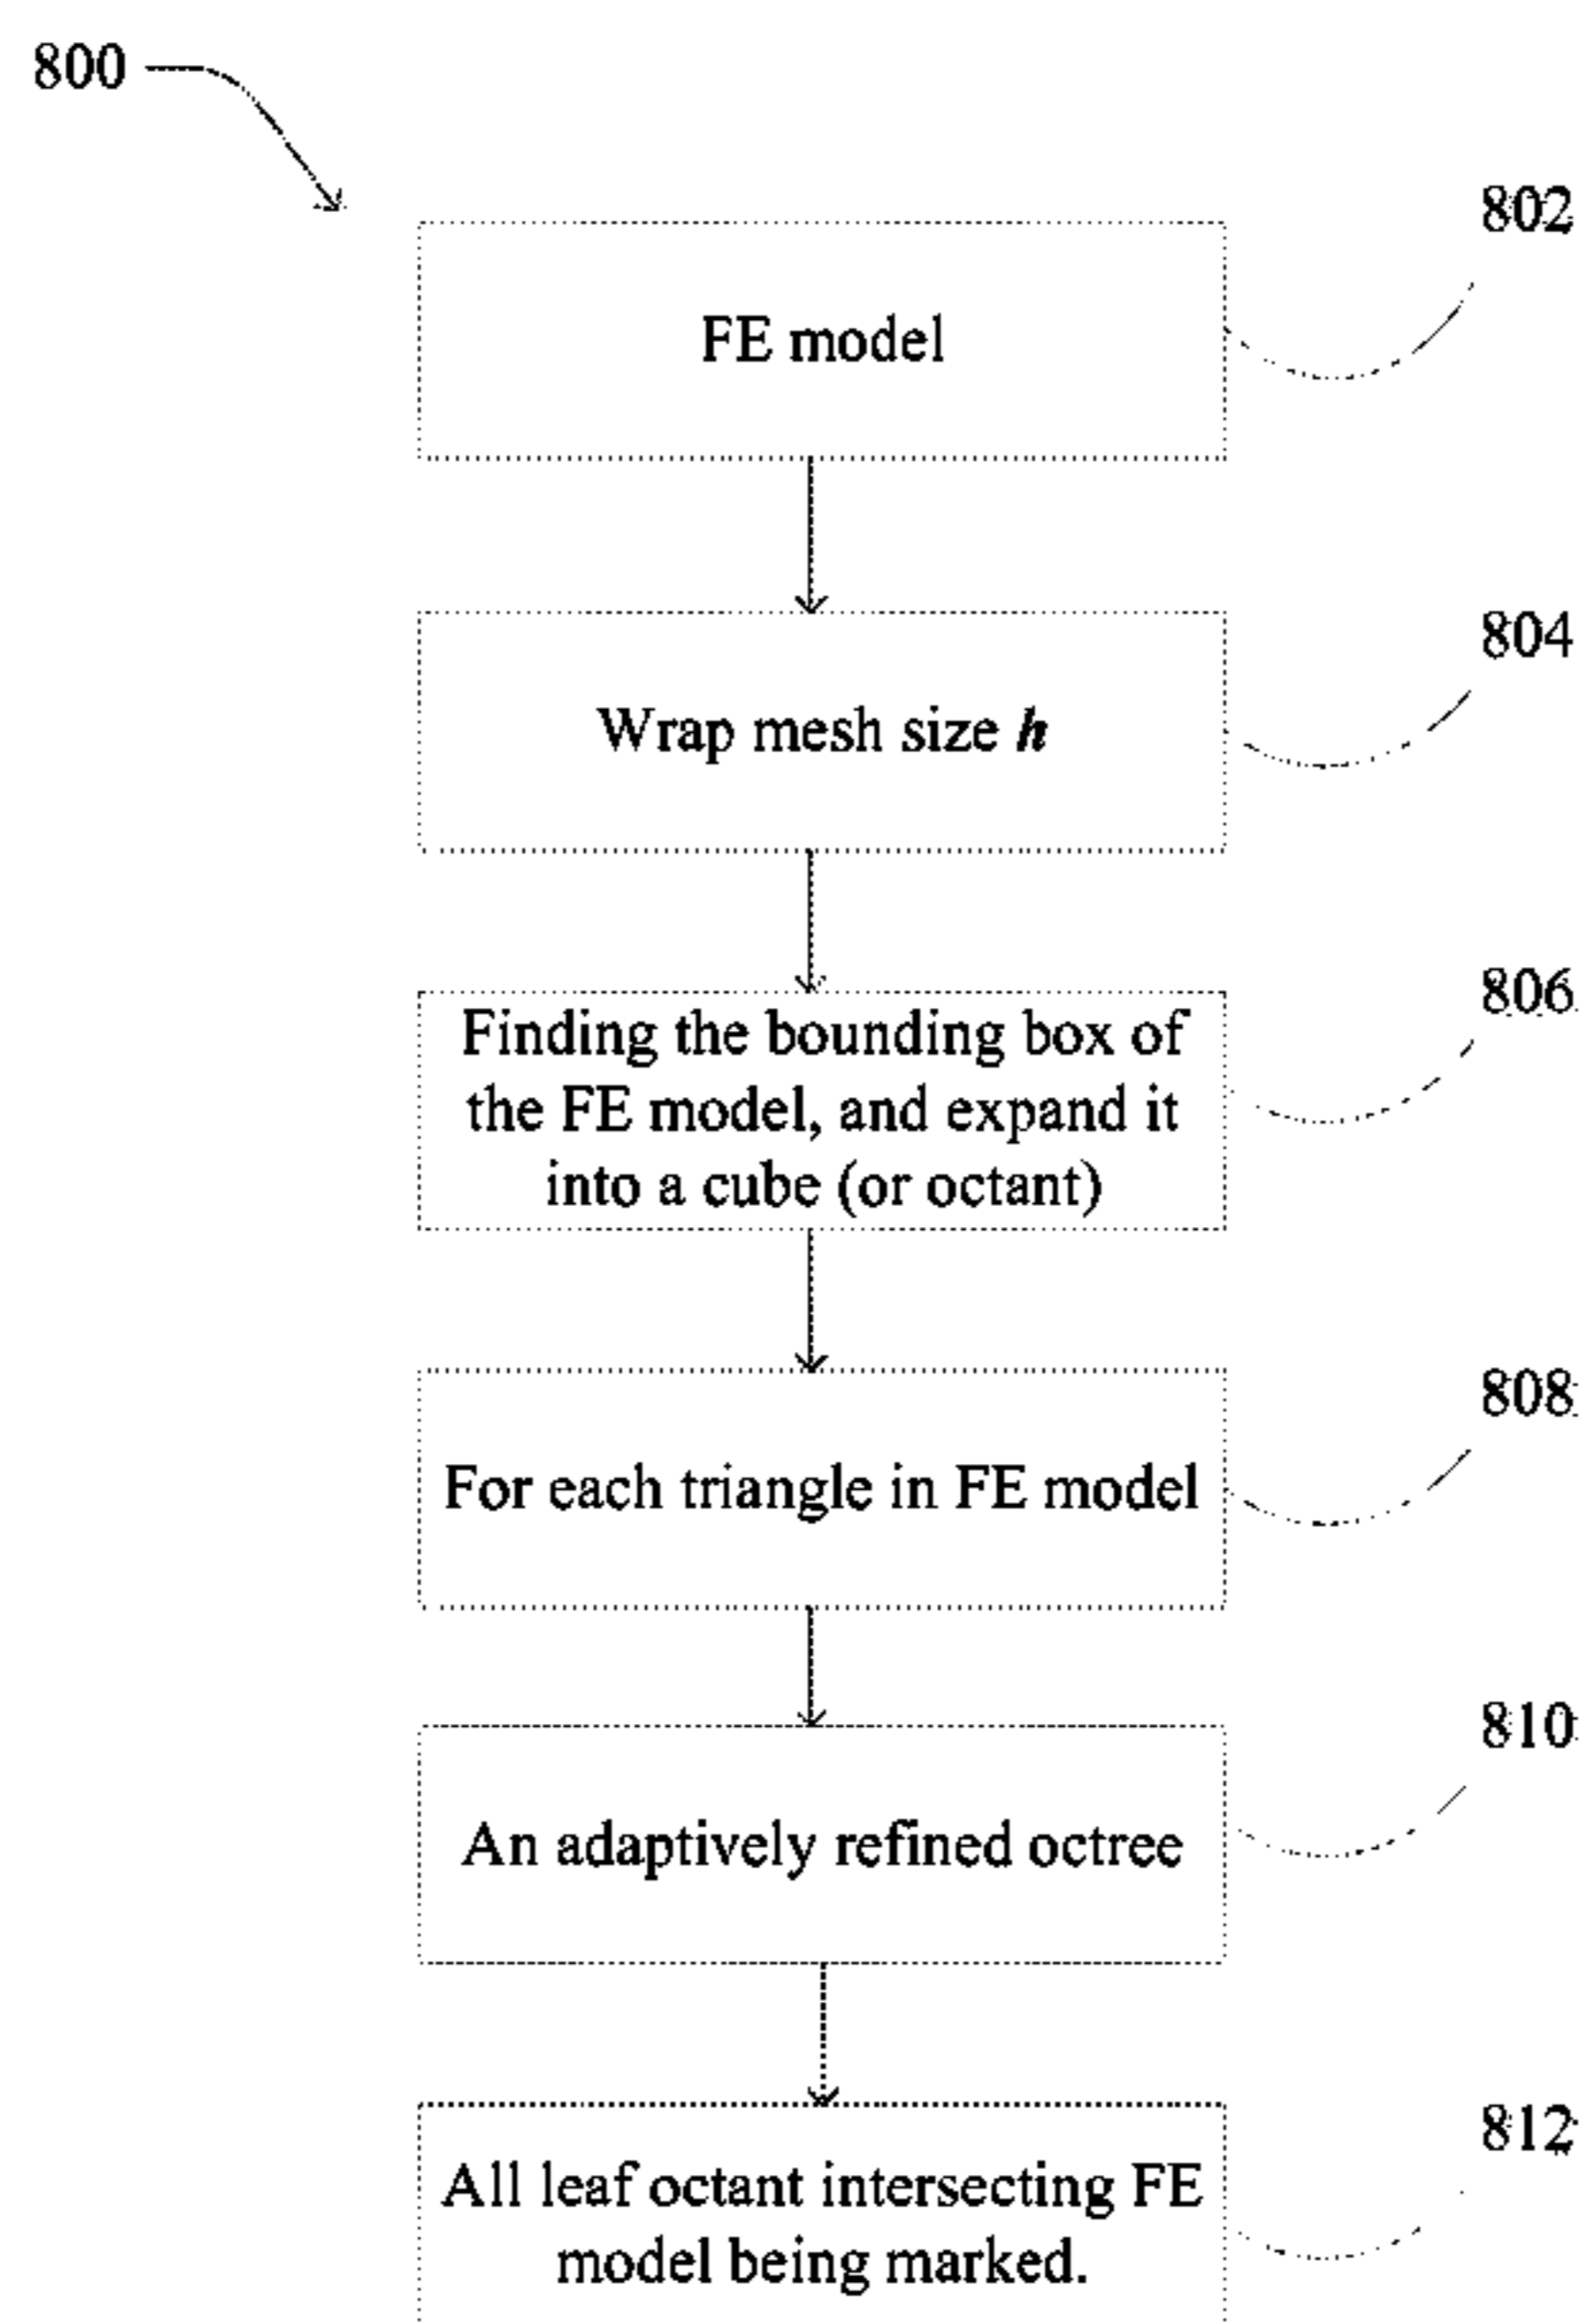 800
802
FE model
804
Wrap mesh size h
806
Finding the bounding box of
the FE model, and expand it
into a cube (or octant)
808
For each triangle in FE model
810
An adaptively refined octree
812
All leaf octant intersecting FE
model being marked.